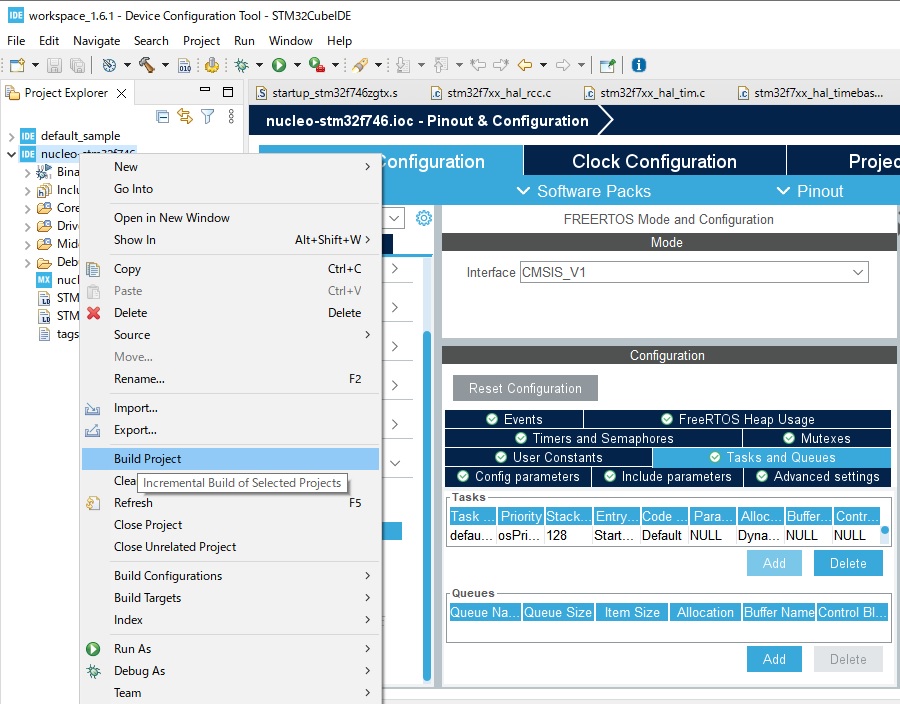 IDE workspace_1.6.1 - Device Configuration Tool - STM32CubeIDE
File Edit Navigate Search Project Run Window Help
Project Explorer
startup_stm32f746zgtx.s stm32f7xx_hal_rcc.c stm32f7xx_hal_tim.c stm32f7xx_hal_timebas...
nucleo-stm32f746.ioc - Pinout & Configuration
IDE default_sample
IDE nucleo-stm32f746
Bina
Inclu
Core
Drive
Midd
Debu
MX nucl
STM
STM
tags
New
Go Into
Open in New Window
Show In Alt+Shift+W
Copy Ctrl+C
Paste Ctrl+V
Delete Delete
Source
Move...
Rename... F2
Import...
Export...
Build Project
Clea
Incremental Build of Selected Projects
Refresh F5
Close Project
Close Unrelated Project
Build Configurations
Build Targets
Index
Run As
Debug As
Team
onfiguration Clock Configuration Projec
Software Packs Pinout
FREERTOS Mode and Configuration
Mode
Interface CMSIS_V1
Configuration
Reset Configuration
Events FreeRTOS Heap Usage
Timers and Semaphores Mutexes
User Constants Tasks and Queues
Config parameters Include parameters Advanced settings
Tasks
Task ... Priority Stack... Entry... Code ... Para... Alloc... Buffer... Contr...
defau... osPri... 128 Start... Default NULL Dyna... NULL NULL
Add Delete
Queues
Queue Na... Queue Size Item Size Allocation Buffer Name Control Bl...
Add Delete